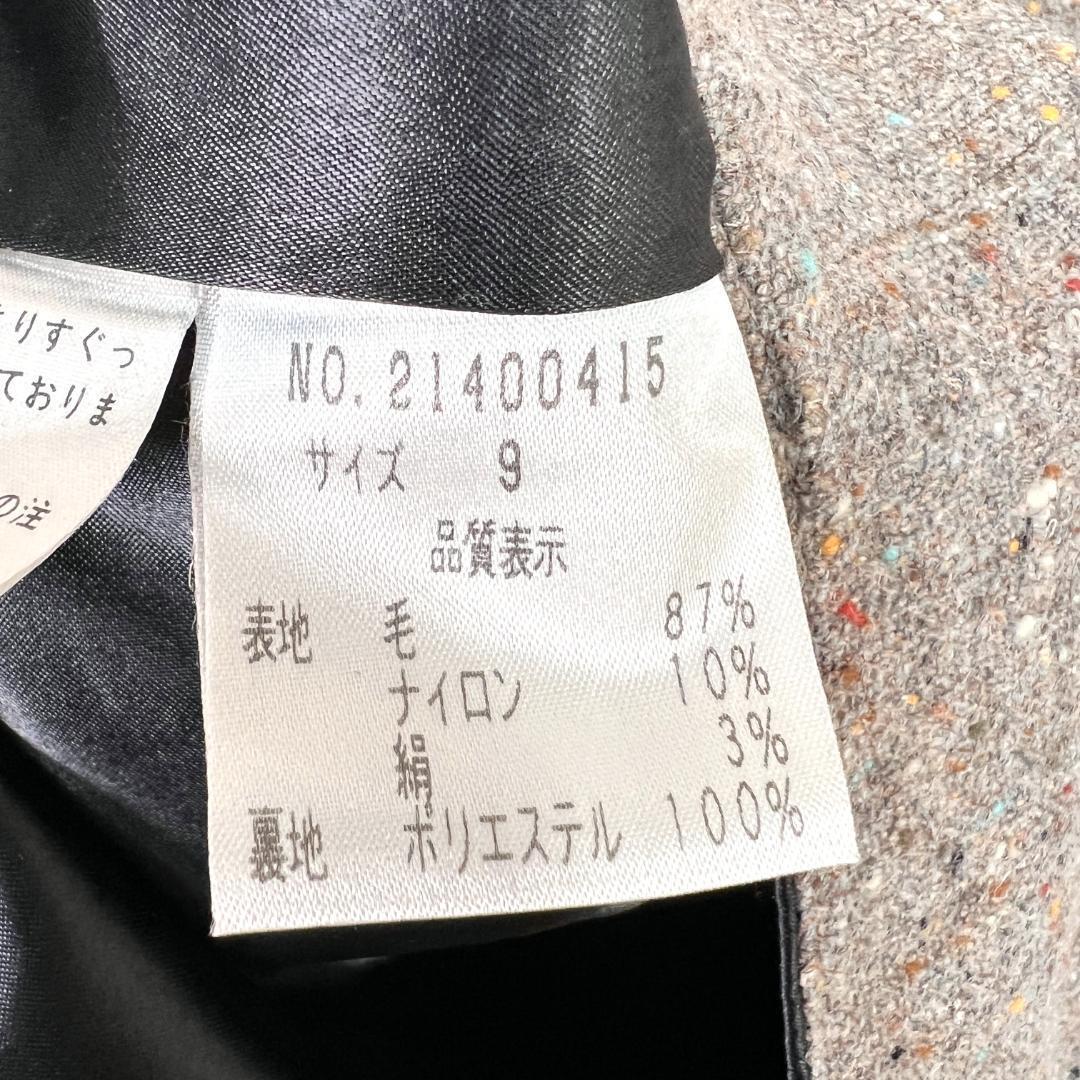 りすぐっ
ておりま
の注
NO. 21400415
サイズ 9
品質表示
表地 毛 87%
ナイロン 10%
絹 3%
裏地 ポリエステル 100%